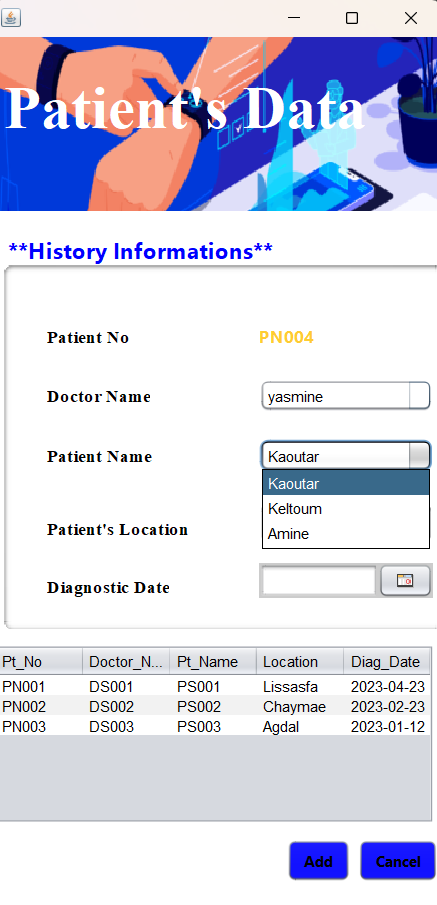 Patient's Data
**History Informations**
Patient No PN004
Doctor Name yasmine
Patient Name Kaoutar
Kaoutar
Keltoum
Patient's Location Amine
Diagnostic Date
Pt_No Doctor_N... Pt_Name Location Diag_Date
PN001 DS001 PS001 Lissasfa 2023-04-23
PN002 DS002 PS002 Chaymae 2023-02-23
PN003 DS003 PS003 Agdal 2023-01-12
Add Cancel